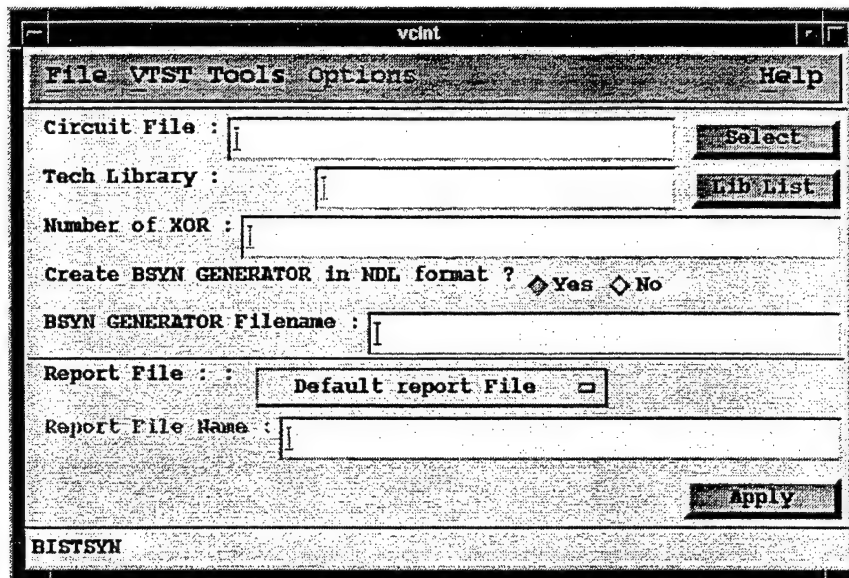 vcint
File VTST Tools Options Help
Circuit File : Select
Tech Library : Lib List
Number of XOR :
Create BSYN GENERATOR in NDL format ? Yes No
BSYN GENERATOR Filename :
Report File : : Default report File
Report File Name :
Apply
BISTSYN